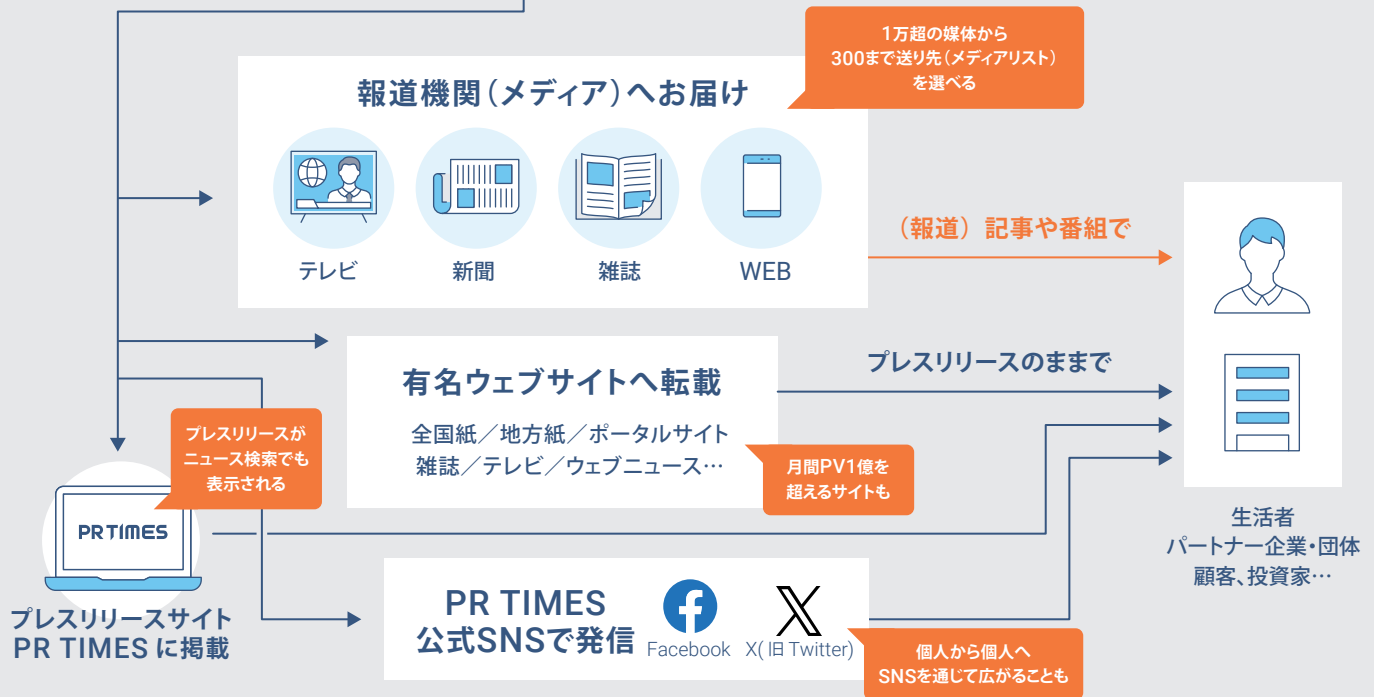 1万超の媒体から
300まで送り先（メディアリスト）
を選べる
報道機関（メディア）へお届け
テレビ
新聞
雑誌
WEB
（報道）記事や番組で
有名ウェブサイトへ転載
全国紙／地方紙／ポータルサイト
雑誌／テレビ／ウェブニュース…
月間PV1億を
超えるサイトも
プレスリリースのままで
プレスリリースが
ニュース検索でも
表示される
PR TIMES
プレスリリースサイト
PR TIMES に掲載
PR TIMES
公式SNSで発信
Facebook
X(旧Twitter)
個人から個人へ
SNSを通じて広がることも
生活者
パートナー企業・団体
顧客、投資家…